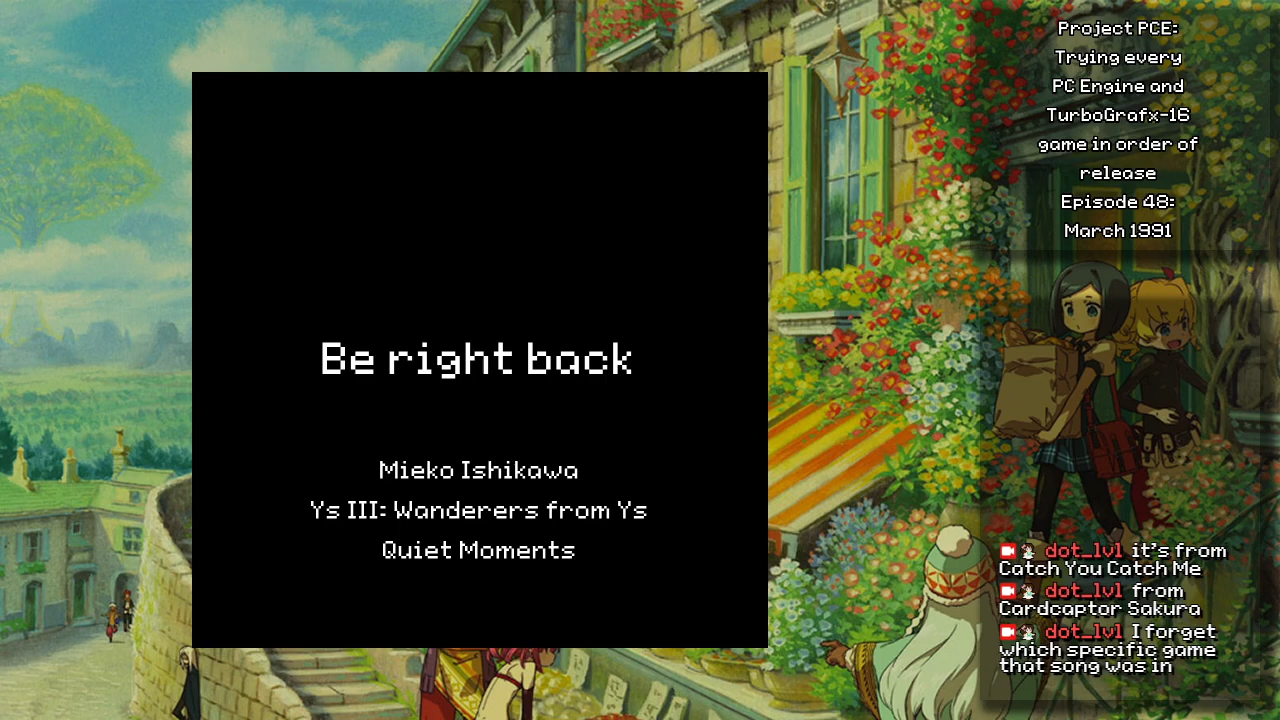 Project PCE:
Trying every
PC Engine and
TurboGrafx-16
game in order of
release
Episode 48:
March 1991
Be right back
Mieko Ishikawa
Ys III: Wanderers from Ys
Quiet Moments
dot_lvl it's from
Catch You Catch Me
dot_lvl from
Cardcaptor Sakura
dot_lvl I forget
which specific game
that song was in